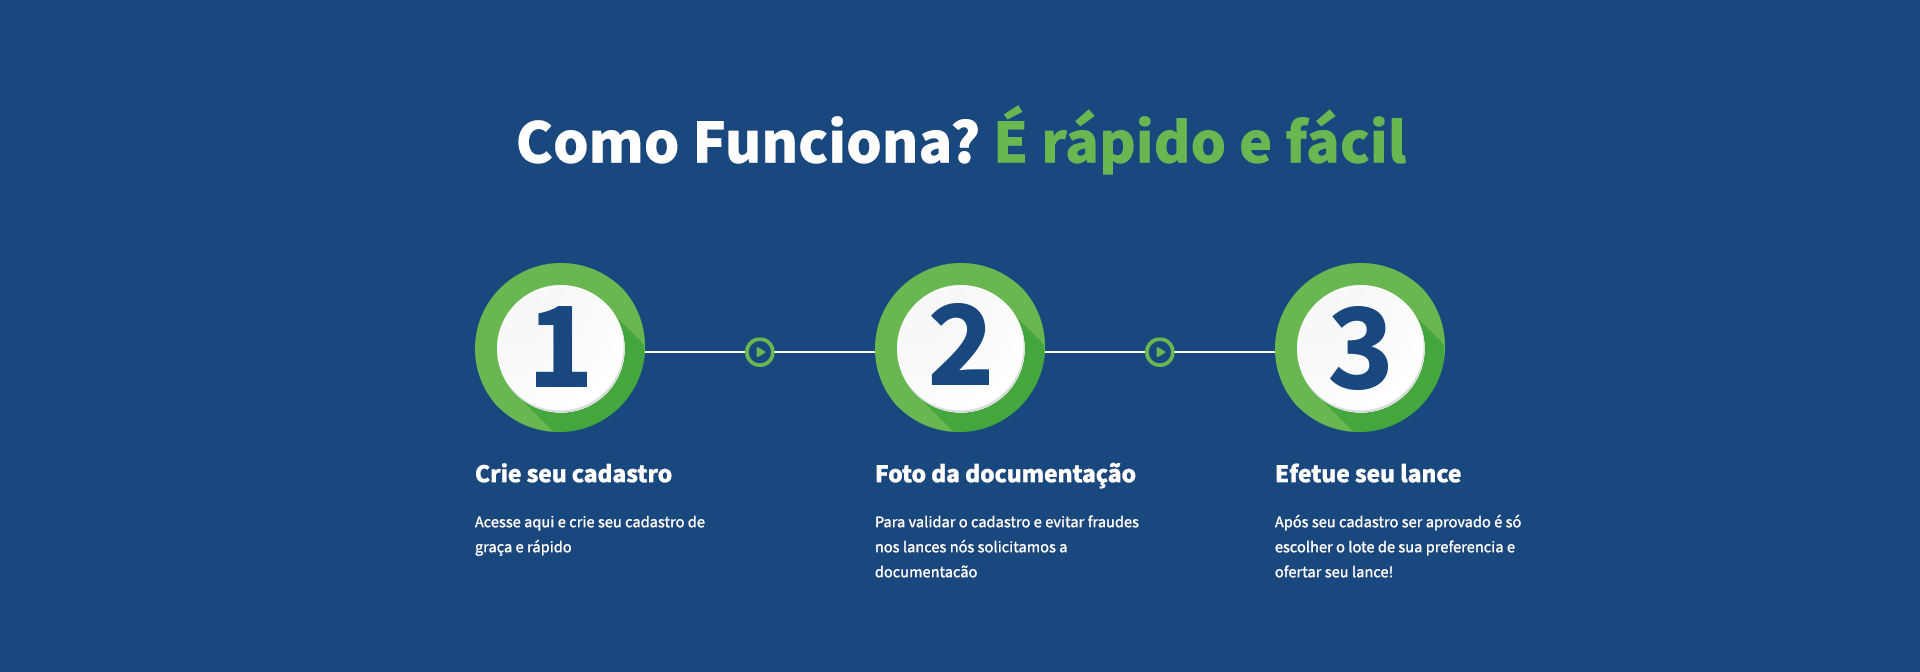 Como Funciona? É rápido e fácil
1
2
3
Crie seu cadastro
Acesse aqui e crie seu cadastro de
graça e rápido
Foto da documentação
Para validar o cadastro e evitar fraudes
nos lances nós solicitamos a
documentacão
Efetue seu lance
Após seu cadastro ser aprovado é só
escolher o lote de sua preferencia e
ofertar seu lance!